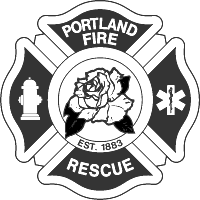 PORTLAND
FIRE
EST. 1883
RESCUE